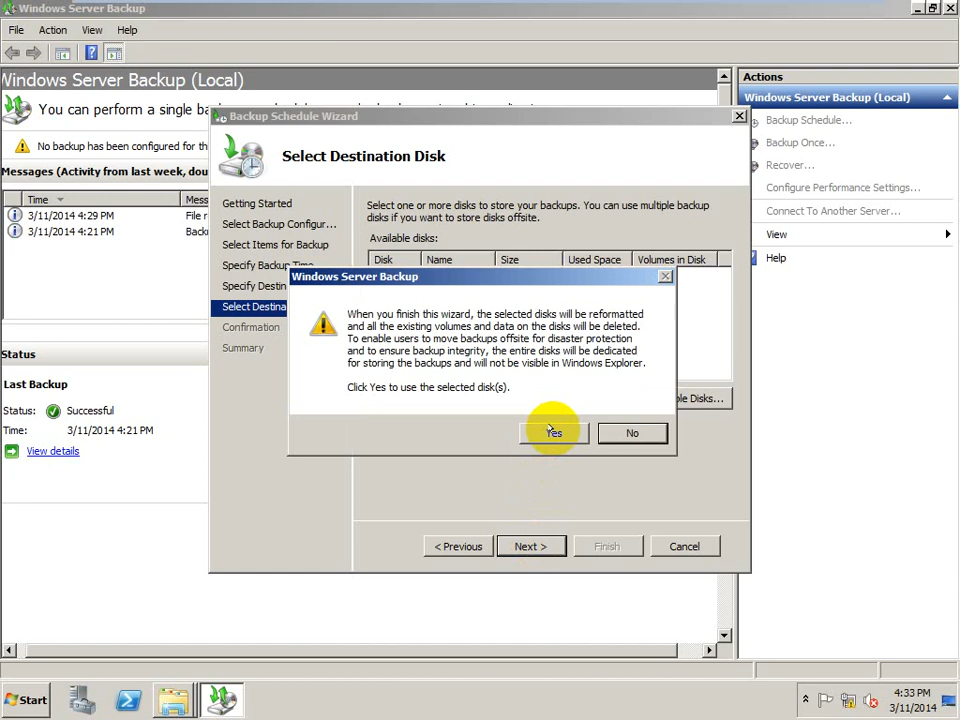 Windows Server Backup
File Action View Help
Windows Server Backup (Local)
You can perform a single ba
No backup has been configured for th
Messages (Activity from last week, dou
Time Mess
3/11/2014 4:29 PM File r
3/11/2014 4:21 PM Back
Status
Last Backup
Status: Successful
Time: 3/11/2014 4:21 PM
View details
Backup Schedule Wizard
Select Destination Disk
Getting Started
Select Backup Configur...
Select Items for Backup
Specify Backup Time
Specify Destin
Select Destina
Confirmation
Summary
Select one or more disks to store your backups. You can use multiple backup
disks if you want to store disks offsite.
Available disks:
Disk Name Size Used Space Volumes in Disk
ble Disks...
< Previous Next > Finish Cancel
Windows Server Backup
When you finish this wizard, the selected disks will be reformatted
and all the existing volumes and data on the disks will be deleted.
To enable users to move backups offsite for disaster protection
and to ensure backup integrity, the entire disks will be dedicated
for storing the backups and will not be visible in Windows Explorer.
Click Yes to use the selected disk(s).
Yes No
Actions
Windows Server Backup (Local)
Backup Schedule...
Backup Once...
Recover...
Configure Performance Settings...
Connect To Another Server...
View
Help
Start
4:33 PM
3/11/2014